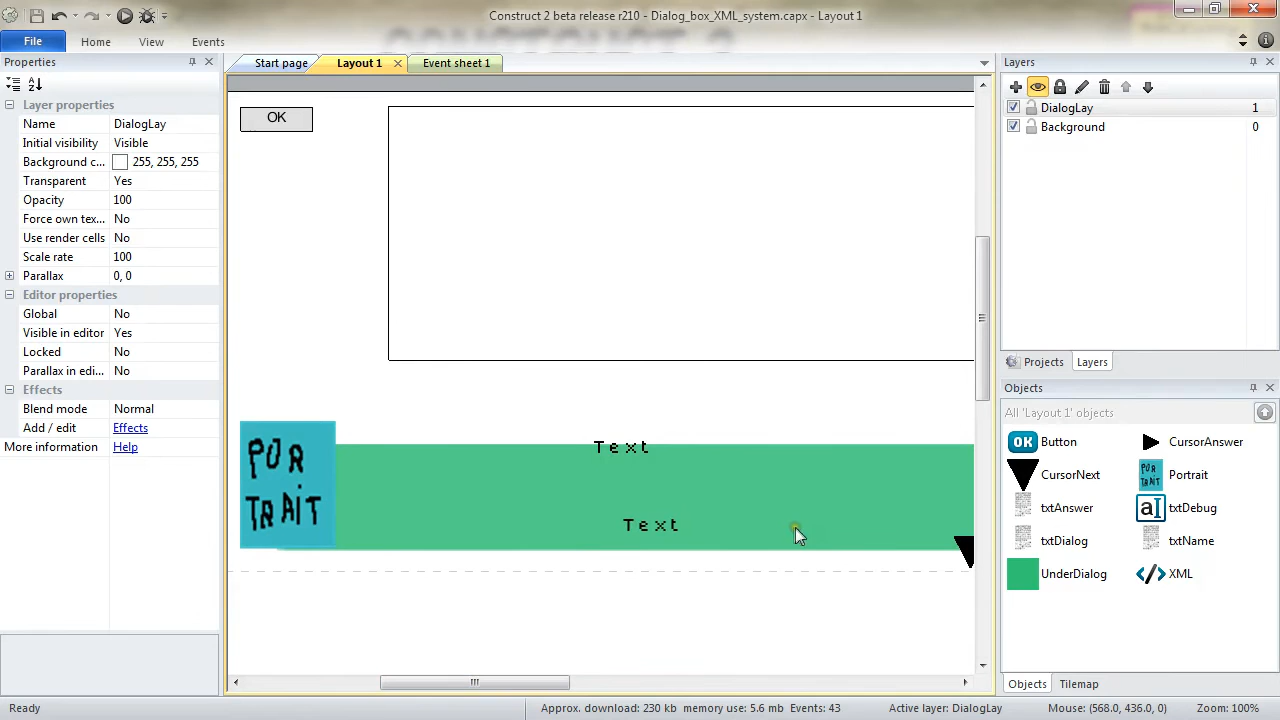 Construct 2 beta release r210 - Dialog_box_XML_system.capx - Layout 1
File Home View Events
Properties
Start page Layout 1 Event sheet 1
Layers
Layer properties
Name DialogLay
Initial visibility Visible
Background c... 255, 255, 255
Transparent Yes
Opacity 100
Force own tex... No
Use render cells No
Scale rate 100
Parallax 0, 0
Editor properties
Global No
Visible in editor Yes
Locked No
Parallax in edi... No
Effects
Blend mode Normal
Add / edit Effects
More information Help
OK
POR
TRAIT
Text
Text
DialogLay 1
Background 0
Projects Layers
Objects
All 'Layout 1' objects
OK Button CursorAnswer
CursorNext POR TRAIT Portrait
txtAnswer aI txtDebug
txtDialog txtName
UnderDialog </> XML
Objects Tilemap
Ready Approx. download: 230 kb memory use: 5.6 mb Events: 43 Active layer: DialogLay Mouse: (568.0, 436.0, 0) Zoom: 100%